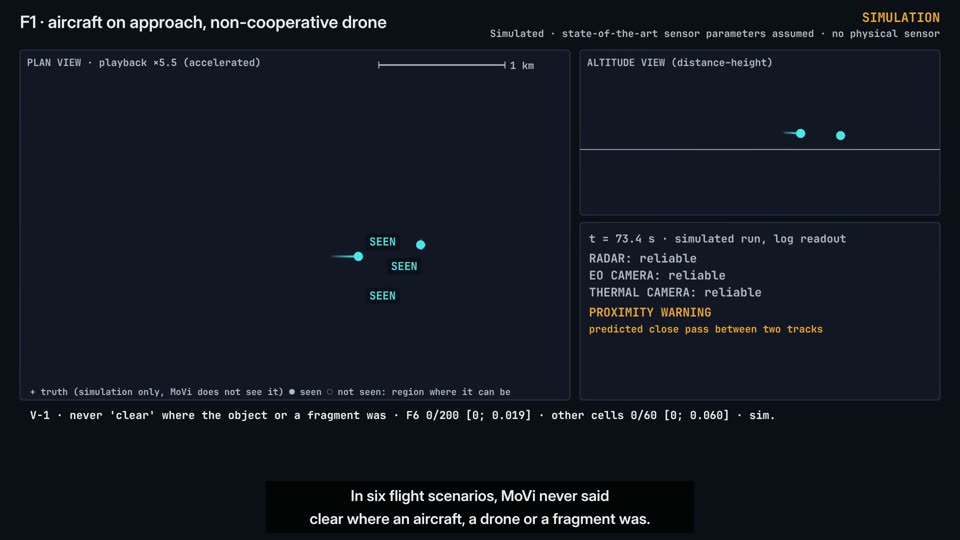 F1 · aircraft on approach, non-cooperative drone
SIMULATION
Simulated · state-of-the-art sensor parameters assumed · no physical sensor
PLAN VIEW · playback ×5.5 (accelerated)
1 km
SEEN
SEEN
SEEN
+ truth (simulation only, MoVi does not see it) ● seen ◌ not seen: region where it can be
ALTITUDE VIEW (distance-height)
t = 73.4 s · simulated run, log readout
RADAR: reliable
EO CAMERA: reliable
THERMAL CAMERA: reliable
PROXIMITY WARNING
predicted close pass between two tracks
V-1 · never 'clear' where the object or a fragment was · F6 0/200 [0; 0.019] · other cells 0/60 [0; 0.060] · sim.
In six flight scenarios, MoVi never said
clear where an aircraft, a drone or a fragment was.